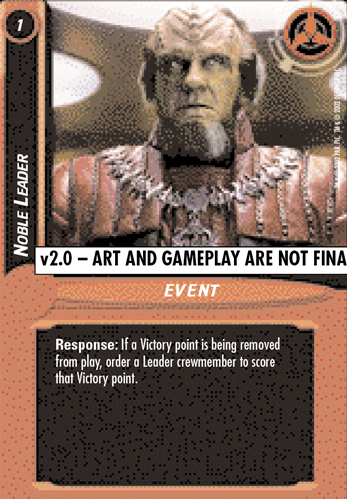 1
NOBLE LEADER
v2.0 – ART AND GAMEPLAY ARE NOT FINA
EVENT
Response: If a Victory point is being removed
from play, order a Leader crewmember to score
that Victory point.